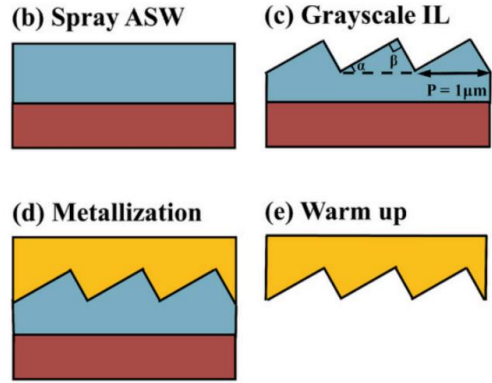 (b) Spray ASW
(c) Grayscale IL
α
β
P = 1μm
(d) Metallization
(e) Warm up